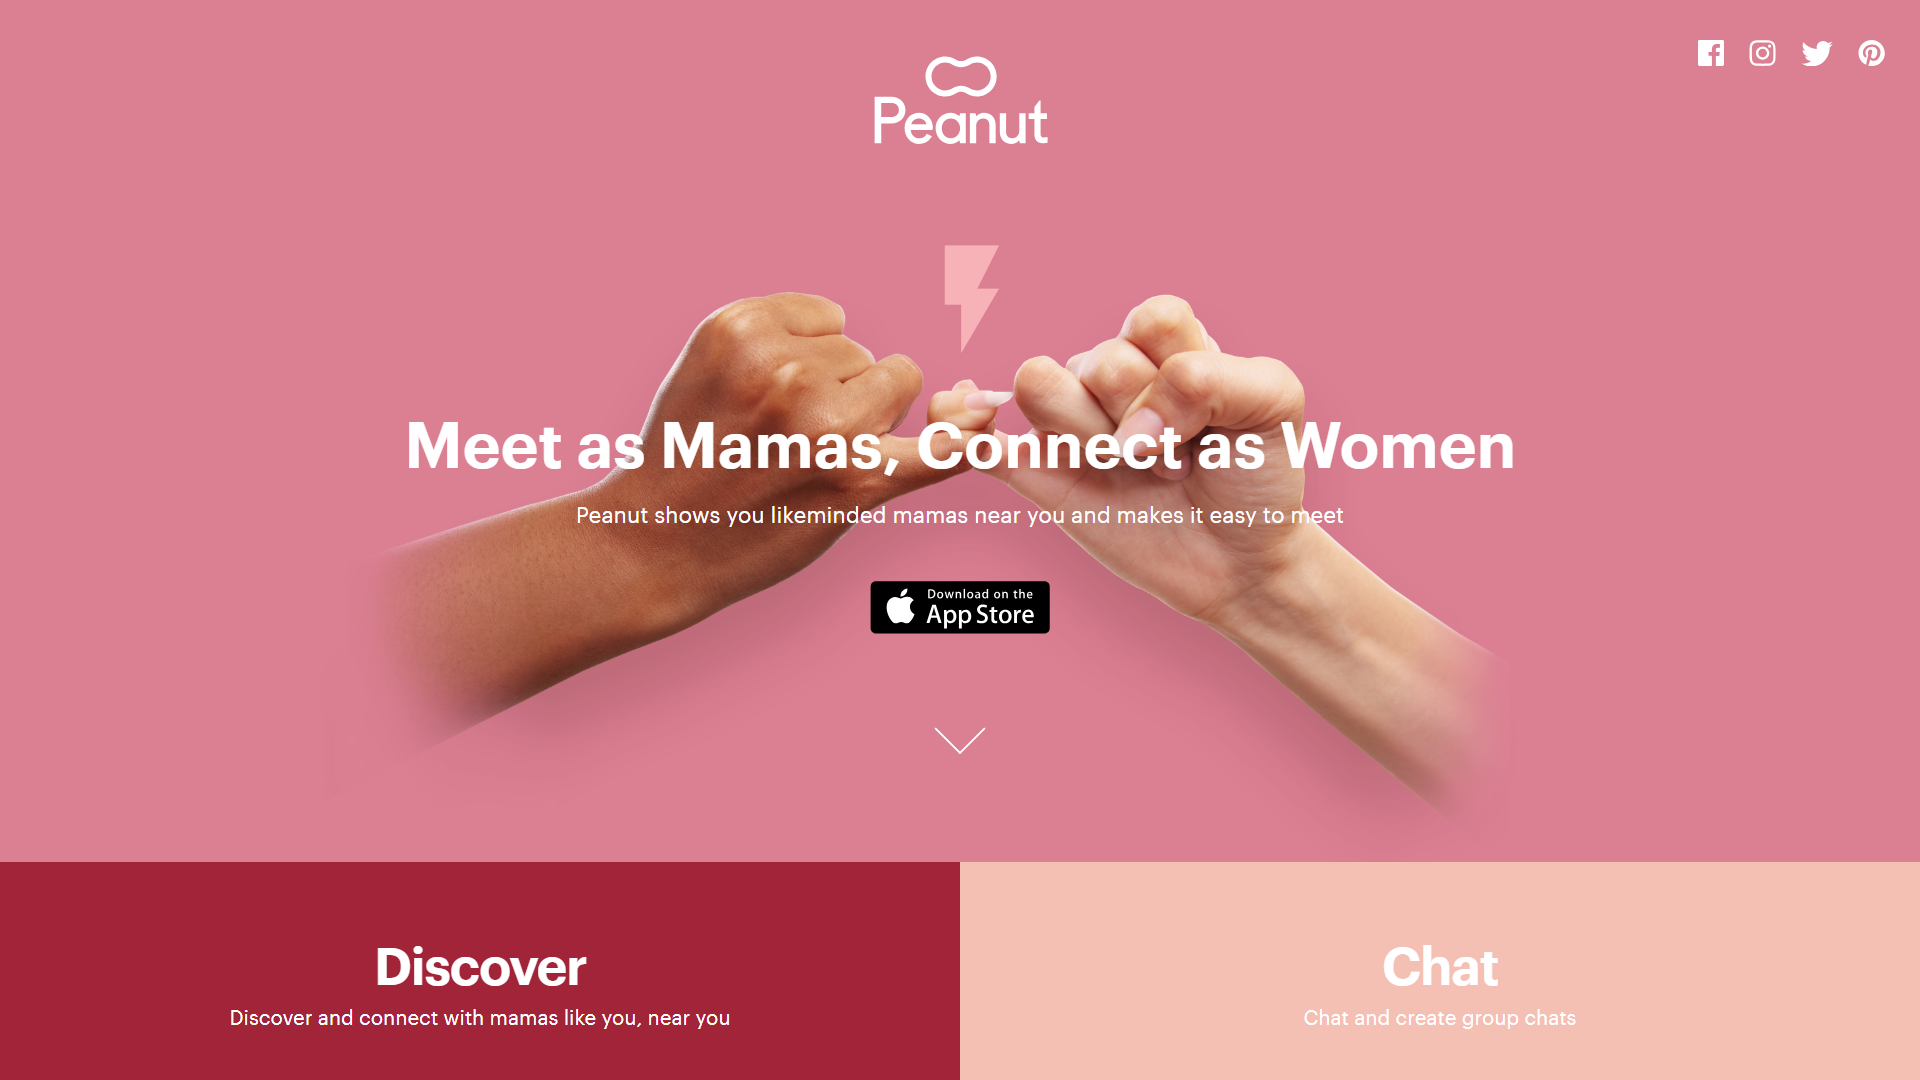 Peanut
Meet as Mamas, Connect as Women
Peanut shows you likeminded mamas near you and makes it easy to meet
Download on the
App Store
Discover
Discover and connect with mamas like you, near you
Chat
Chat and create group chats